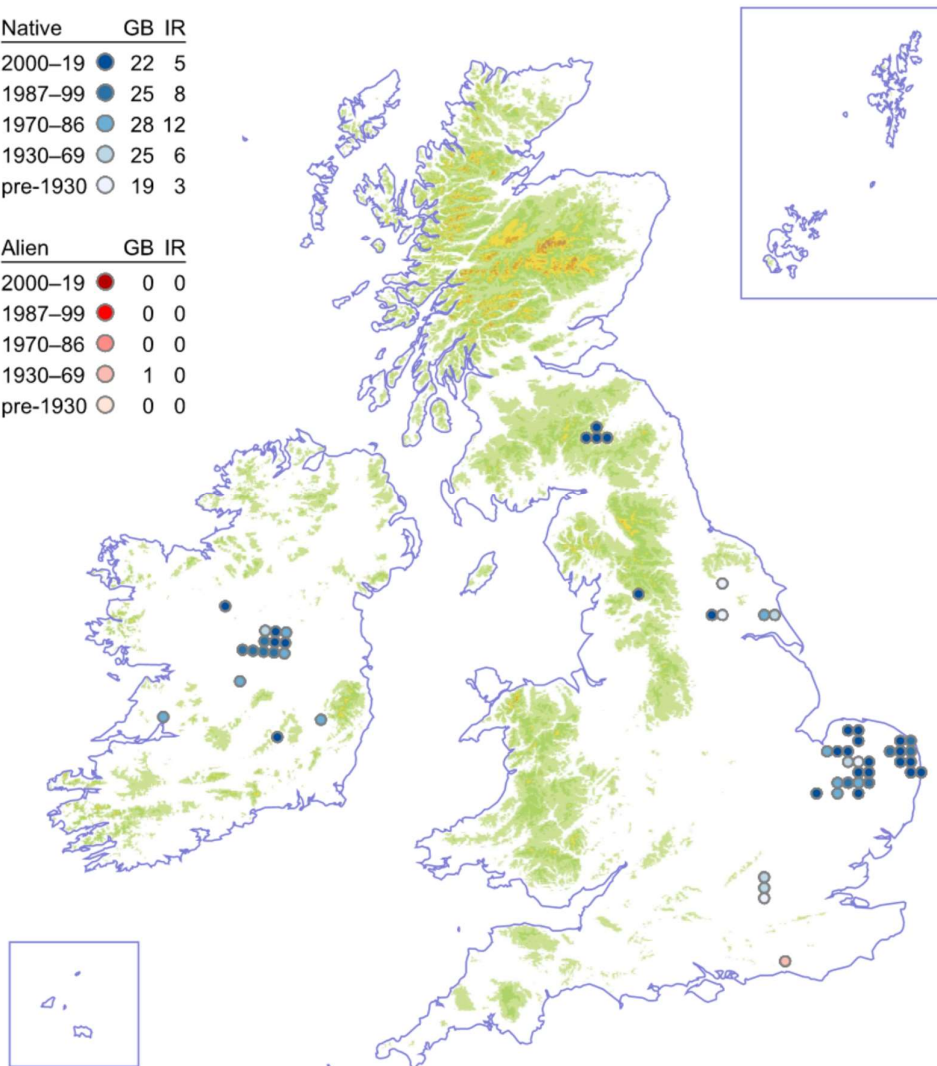 Native GB IR
2000–19 22 5
1987–99 25 8
1970–86 28 12
1930–69 25 6
pre-1930 19 3
Alien GB IR
2000–19 0 0
1987–99 0 0
1970–86 0 0
1930–69 1 0
pre-1930 0 0